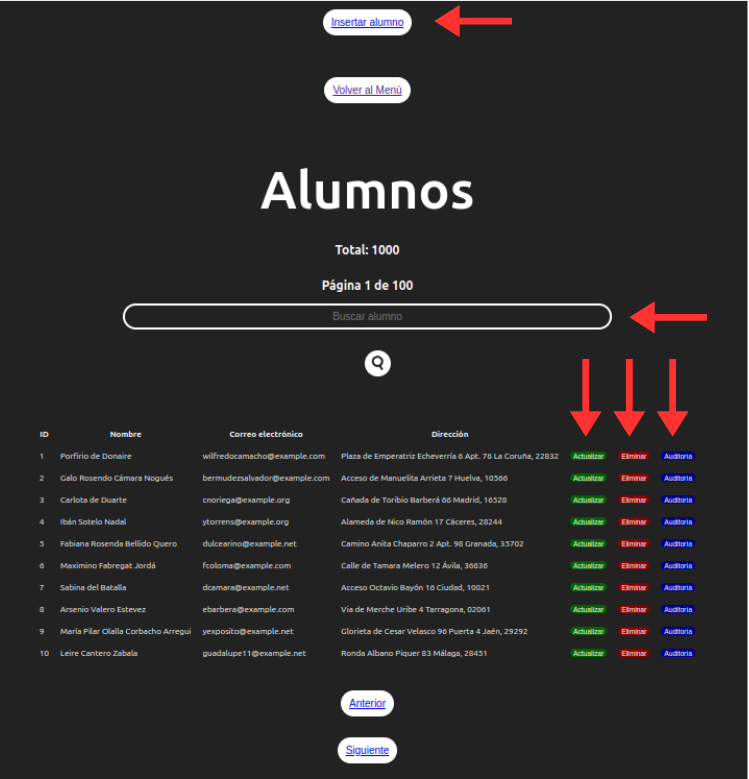 Insertar alumno
Volver al Menú
Alumnos
Total: 1000
Página 1 de 100
Buscar alumno
ID Nombre Correo electrónico Dirección
1 Porfirio de Donaire wilfredocamacho@example.com Plaza de Emperatriz Echeverría 6 Apt. 76 La Coruña, 22832 Actualizar Eliminar Auditoria
2 Galo Rosendo Cámara Nogués bermudezsalvador@example.com Acceso de Manuelita Arrieta 7 Huelva, 10566 Actualizar Eliminar Auditoria
3 Carlota de Duarte cnoriega@example.org Cañada de Toribio Barberá 66 Madrid, 16528 Actualizar Eliminar Auditoria
4 Ibán Sotelo Nadal ytorrens@example.org Alameda de Nico Ramón 17 Cáceres, 28244 Actualizar Eliminar Auditoria
5 Fabiana Rosenda Bellido Quero dulcearino@example.net Camino Anita Chaparro 2 Apt. 98 Granada, 35702 Actualizar Eliminar Auditoria
6 Maximino Fabregat Jordá fcoloma@example.com Calle de Tamara Melero 12 Ávila, 36636 Actualizar Eliminar Auditoria
7 Sabina del Batalla dcamara@example.net Acceso Octavio Bayón 16 Ciudad, 10021 Actualizar Eliminar Auditoria
8 Arsenio Valero Estevez ebarbera@example.com Via de Merche Uribe 4 Tarragona, 02061 Actualizar Eliminar Auditoria
9 María Pilar Olalla Corbacho Arregui yexposito@example.net Glorieta de Cesar Velasco 96 Puerta 4 Jaén, 29292 Actualizar Eliminar Auditoria
10 Leire Cantero Zabala guadalupe11@example.net Ronda Albano Piquer 83 Málaga, 28451 Actualizar Eliminar Auditoria
Anterior
Siguiente